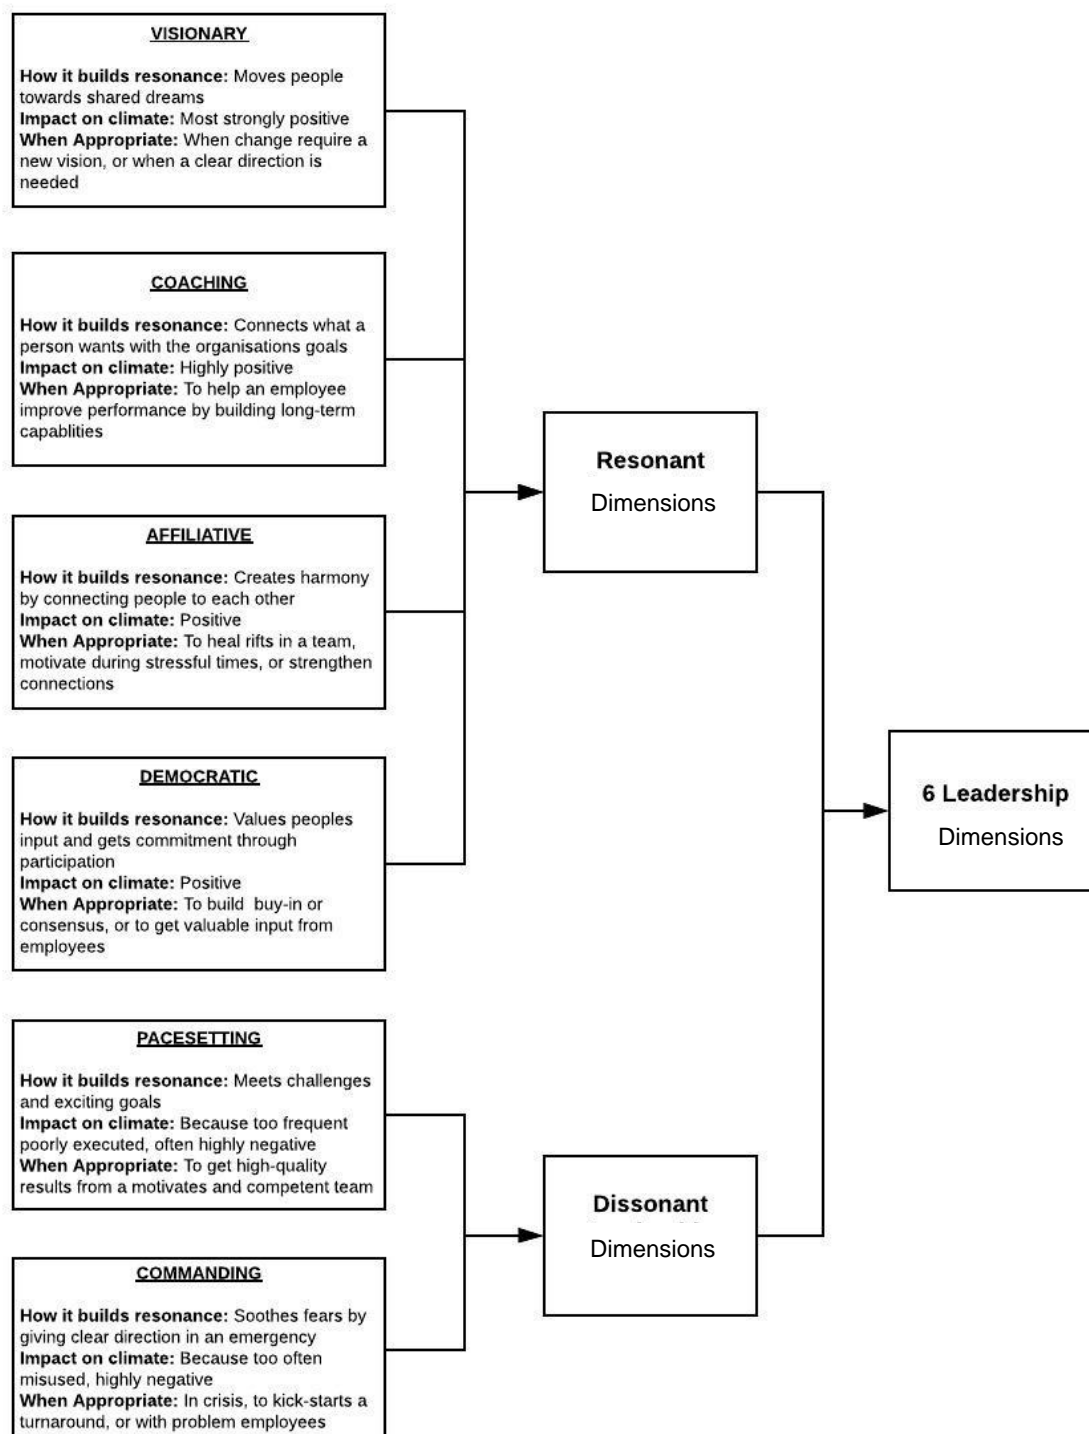 VISIONARY
How it builds resonance: Moves people
towards shared dreams
Impact on climate: Most strongly positive
When Appropriate: When change require a
new vision, or when a clear direction is
needed
COACHING
How it builds resonance: Connects what a
person wants with the organisations goals
Impact on climate: Highly positive
When Appropriate: To help an employee
improve performance by building long-term
capablities
AFFILIATIVE
How it builds resonance: Creates harmony
by connecting people to each other
Impact on climate: Positive
When Appropriate: To heal rifts in a team,
motivate during stressful times, or strengthen
connections
DEMOCRATIC
How it builds resonance: Values peoples
input and gets commitment through
participation
Impact on climate: Positive
When Appropriate: To build  buy-in or
consensus, or to get valuable input from
employees
PACESETTING
How it builds resonance: Meets challenges
and exciting goals
Impact on climate: Because too frequent
poorly executed, often highly negative
When Appropriate: To get high-quality
results from a motivates and competent team
COMMANDING
How it builds resonance: Soothes fears by
giving clear direction in an emergency
Impact on climate: Because too often
misused, highly negative
When Appropriate: In crisis, to kick-starts a
turnaround, or with problem employees
Resonant
Dimensions
Dissonant
Dimensions
6 Leadership
Dimensions